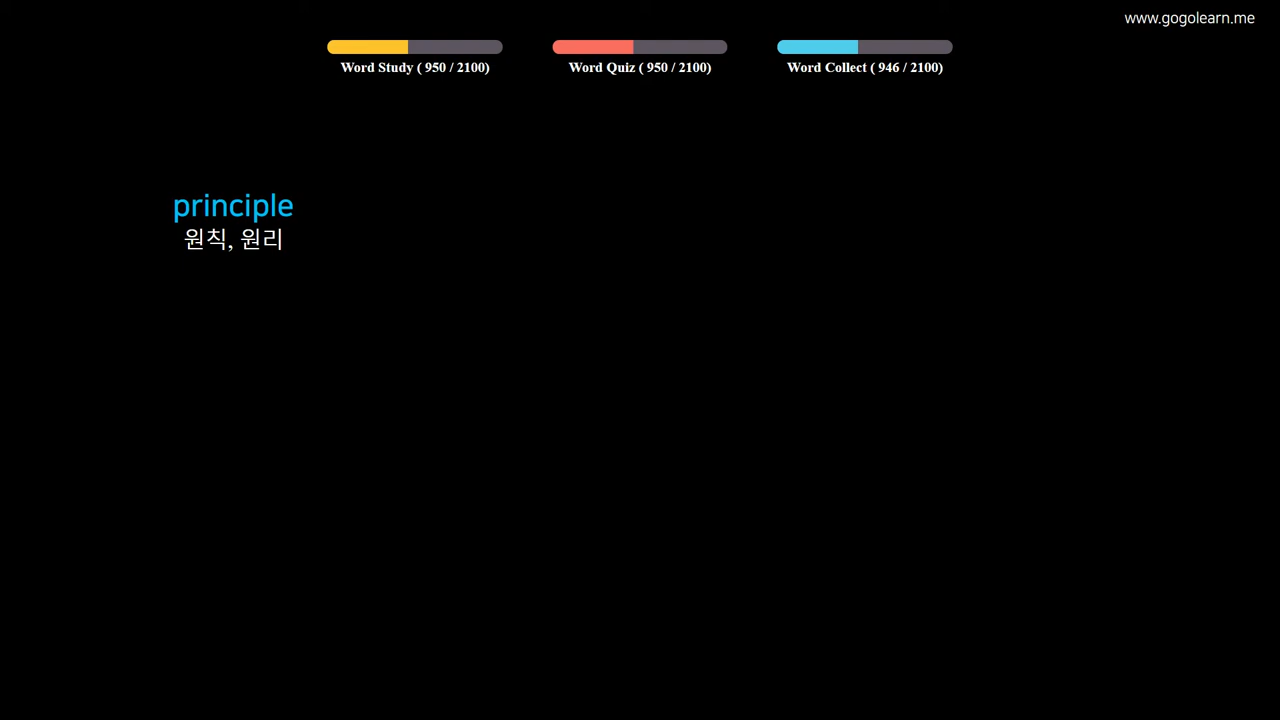 www.gogolearn.me
Word Study ( 950 / 2100)
Word Quiz ( 950 / 2100)
Word Collect ( 946 / 2100)
principle
원칙, 원리